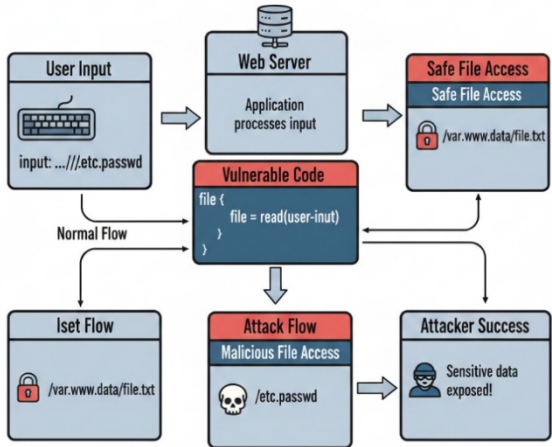 User Input
input: ...///.etc.passwd
Web Server
Application
processes input
Safe File Access
Safe File Access
/var.www.data/file.txt
Vulnerable Code
file {
file = read(user-inut)
}
}
Normal Flow
Iset Flow
/var.www.data/file.txt
Attack Flow
Malicious File Access
/etc.passwd
Attacker Success
Sensitive data
exposed!